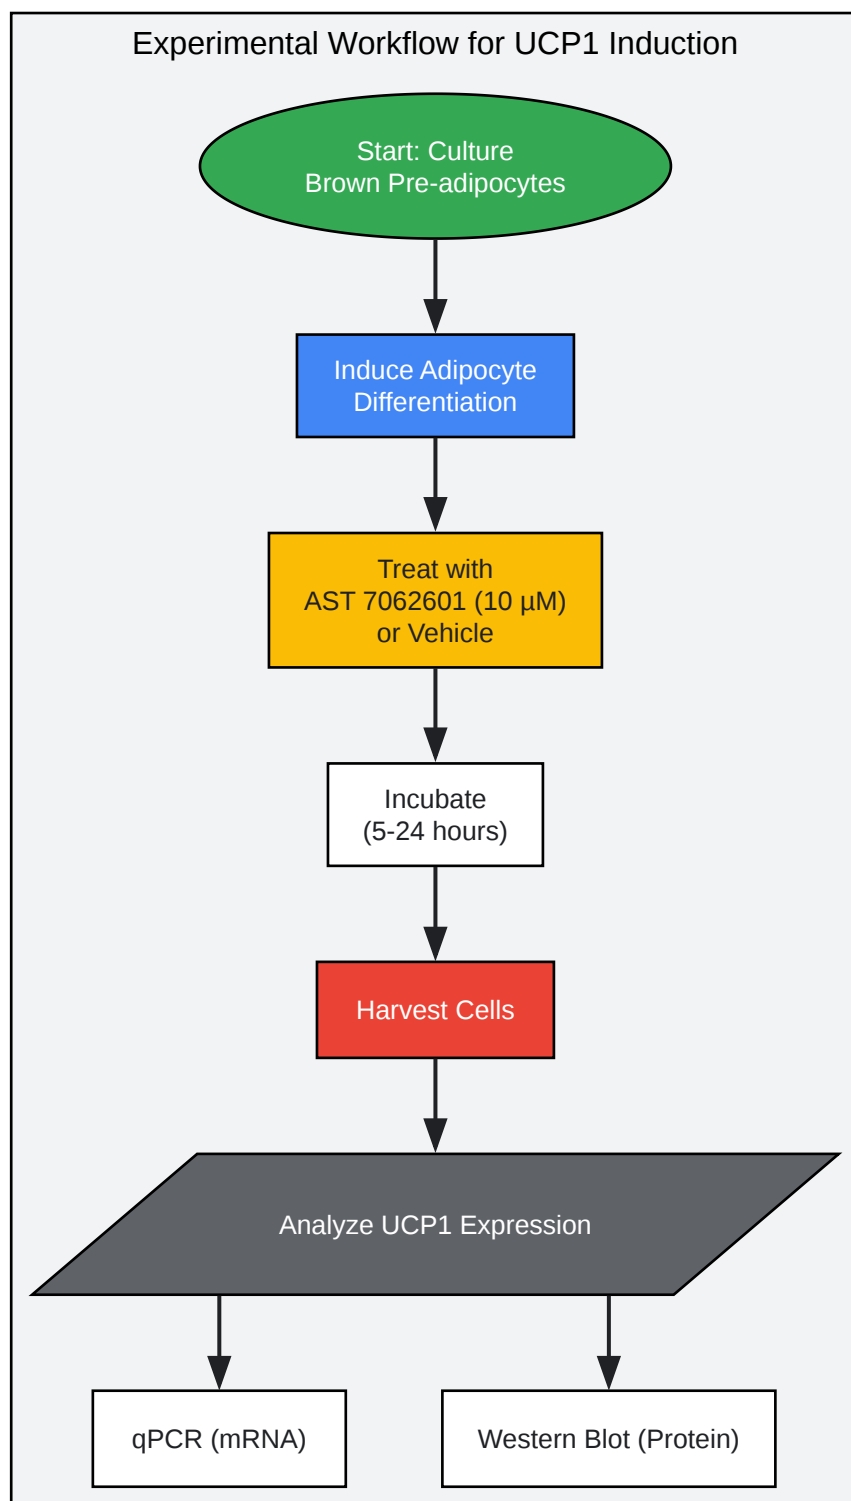 Experimental Workflow for UCP1 Induction
Start: Culture
Brown Pre-adipocytes
Induce Adipocyte
Differentiation
Treat with
AST 7062601 (10 µM)
or Vehicle
Incubate
(5-24 hours)
Harvest Cells
Analyze UCP1 Expression
qPCR (mRNA)
Western Blot (Protein)